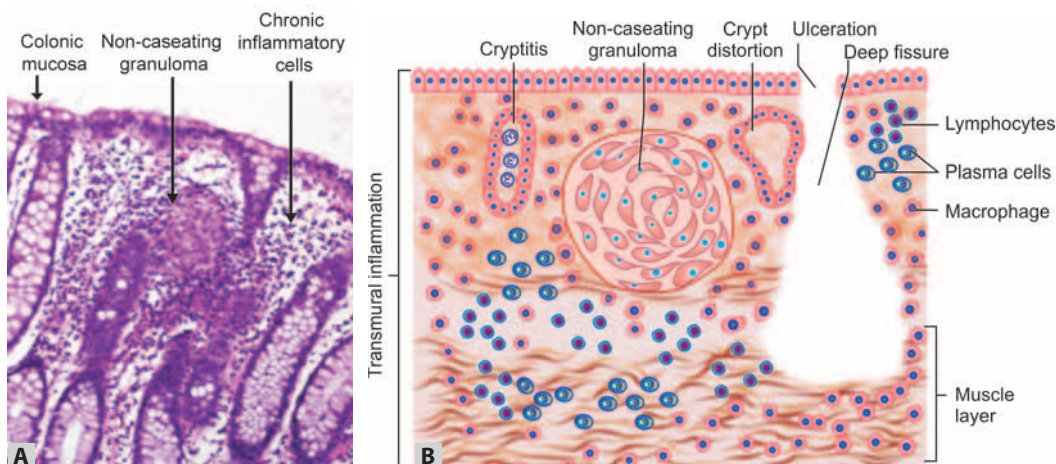 Colonic
mucosa
Non-caseating
granuloma
Chronic
inflammatory
cells
A
Transmural inflammation
Cryptitis
Non-caseating
granuloma
Crypt
distortion
Ulceration
Deep fissure
Lymphocytes
Plasma cells
Macrophage
Muscle
layer
B